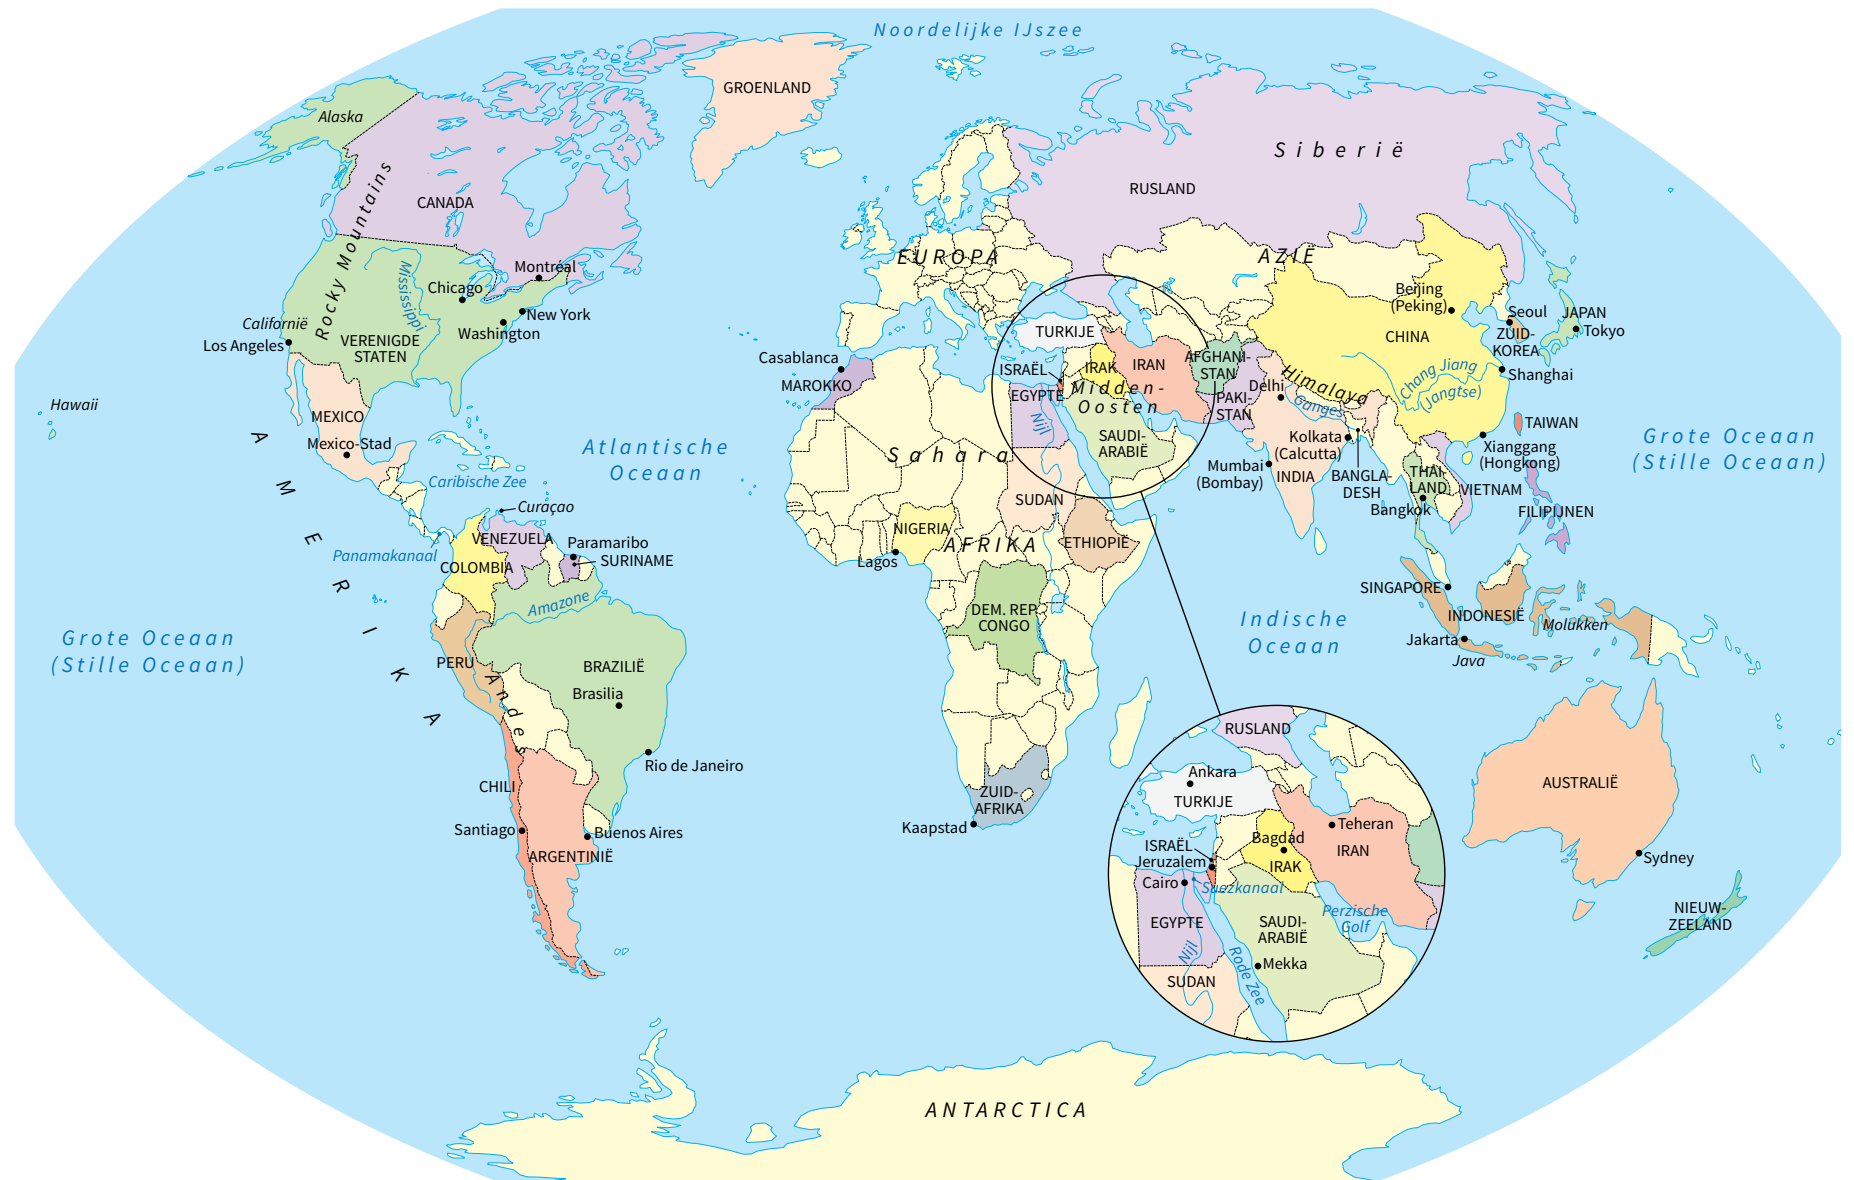 Noordelijke IJszee
GROENLAND
Alaska
Siberië
RUSLAND
CANADA
Rocky Mountains
EUROPA
AZIË
Montréal
Mississippi
Chicago
New York
Washington
Californië
Los Angeles
VERENIGDE
STATEN
Beijing
(Peking)
Seoul
JAPAN
Tokyo
ZUID-
KOREA
CHINA
TURKIJE
Casablanca
MAROKKO
ISRAËL
IRAK
IRAN
AFGHANI-
STAN
EGYPTE
Midden-
Oosten
Nijl
PAKI-
STAN
Delhi
Himalaya
Ganges
Chang Jiang
(Jangtse)
Shanghai
Hawaii
MEXICO
Mexico-Stad
TAIWAN
Xianggang
(Hongkong)
Kolkata
(Calcutta)
Mumbai
(Bombay)
INDIA
BANGLA-
DESH
THAI-
LAND
VIETNAM
Bangkok
FILIPIJNEN
SAUDI-
ARABIË
Atlantische
Oceaan
Sahara
Grote Oceaan
(Stille Oceaan)
AMERIKA
Caribische Zee
Curaçao
SUDAN
NIGERIA
Lagos
AFRIKA
ETHIOPIË
Panamakanaal
VENEZUELA
COLOMBIA
Paramaribo
SURINAME
Amazone
DEM. REP.
CONGO
SINGAPORE
INDONESIË
Molukken
Jakarta
Java
Indische
Oceaan
Grote Oceaan
(Stille Oceaan)
PERU
Andes
BRAZILIË
Brasilia
Rio de Janeiro
CHILI
Santiago
Buenos Aires
ARGENTINIË
ZUID-
AFRIKA
Kaapstad
AUSTRALIË
Sydney
NIEUW-
ZEELAND
RUSLAND
Ankara
TURKIJE
Teheran
Bagdad
IRAN
ISRAËL
Jeruzalem
IRAK
Cairo
Suezkanaal
EGYPTE
SAUDI-
ARABIË
Perzische
Golf
Nijl
Rode Zee
Mekka
SUDAN
ANTARCTICA